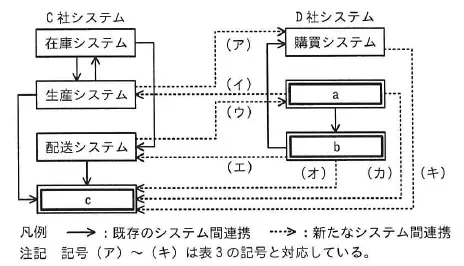 C社システム
D社システム
在庫システム
購買システム
(ア)
生産システム
(イ)
a
(ウ)
配送システム
b
(エ)
(オ)
(カ)
(キ)
c
凡例 →:既存のシステム間連携 ┄→:新たなシステム間連携
注記 記号(ア)~(キ)は表3の記号と対応している。